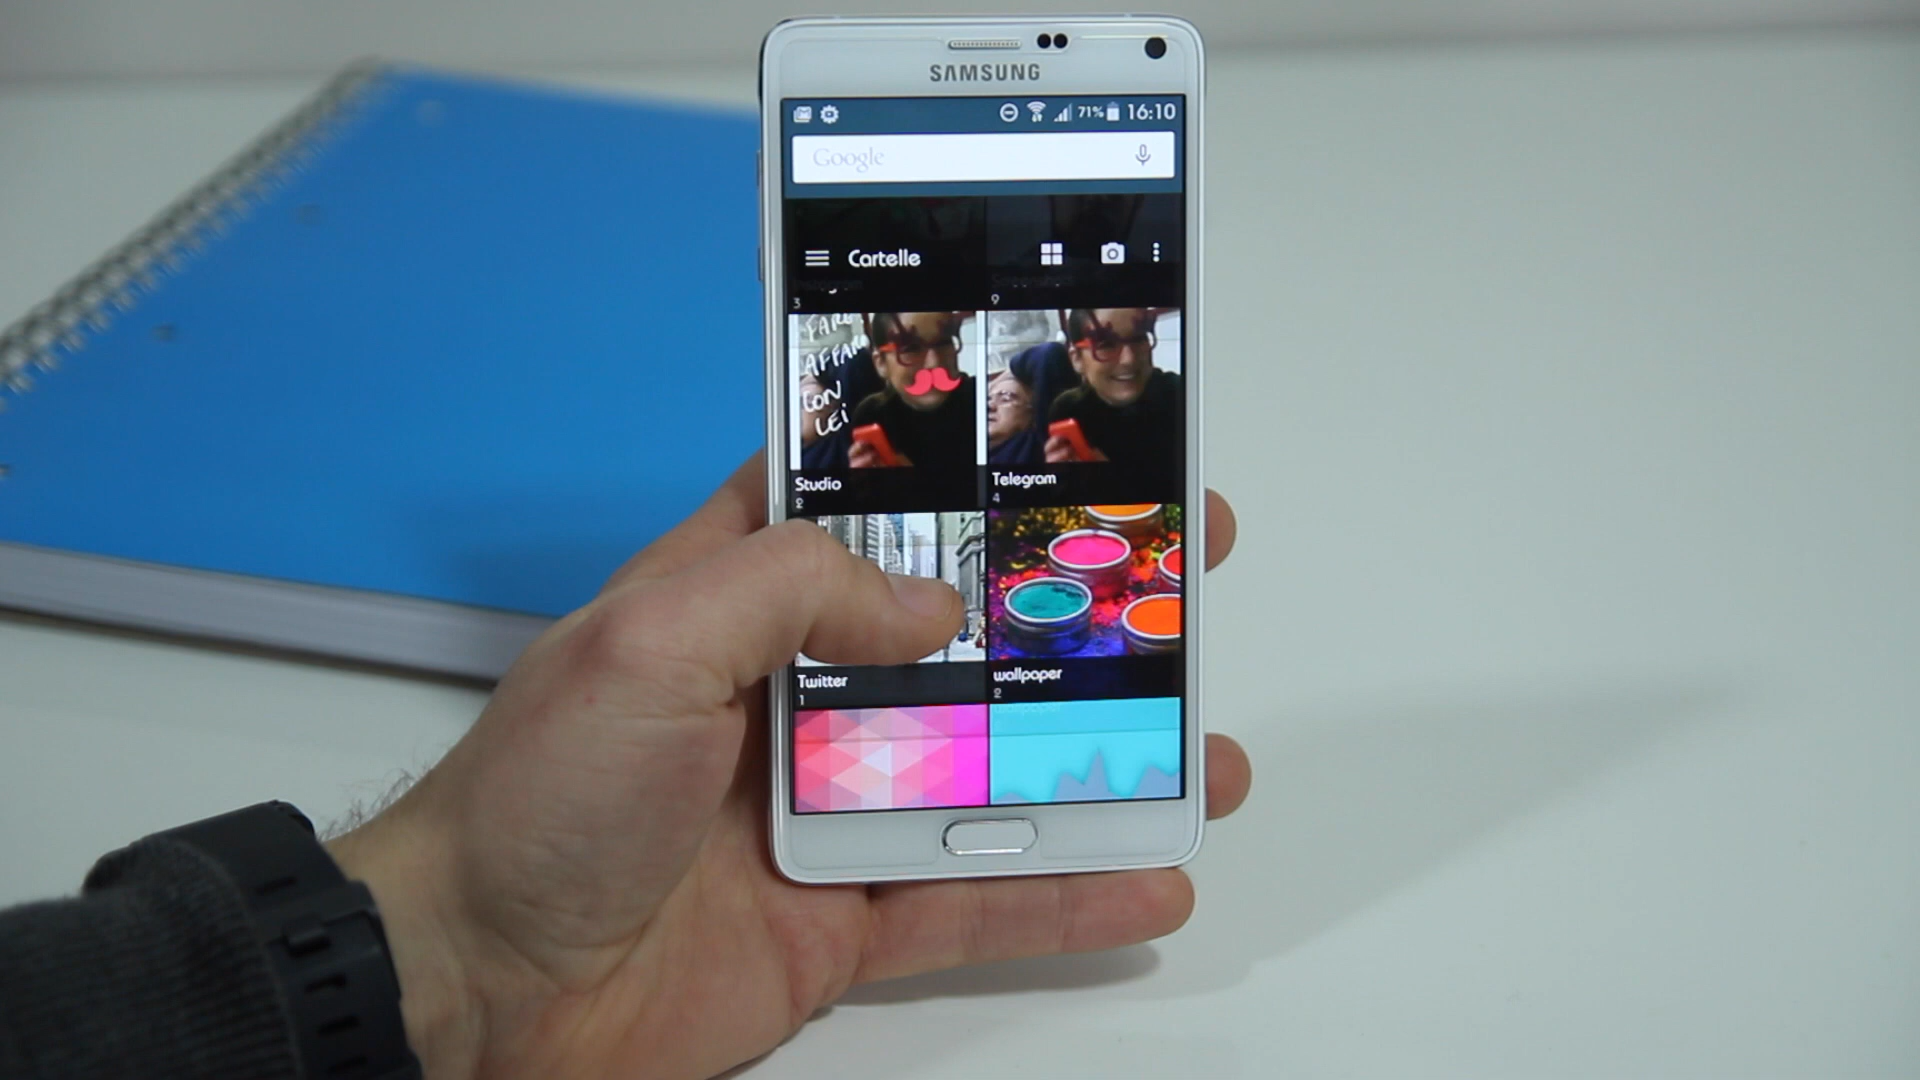 SAMSUNG
71% 16:10
Google
Cartelle
3 9
FARE
AFFARI
CON
LEI
Studio Telegram
2 4
Twitter wallpaper
1 2